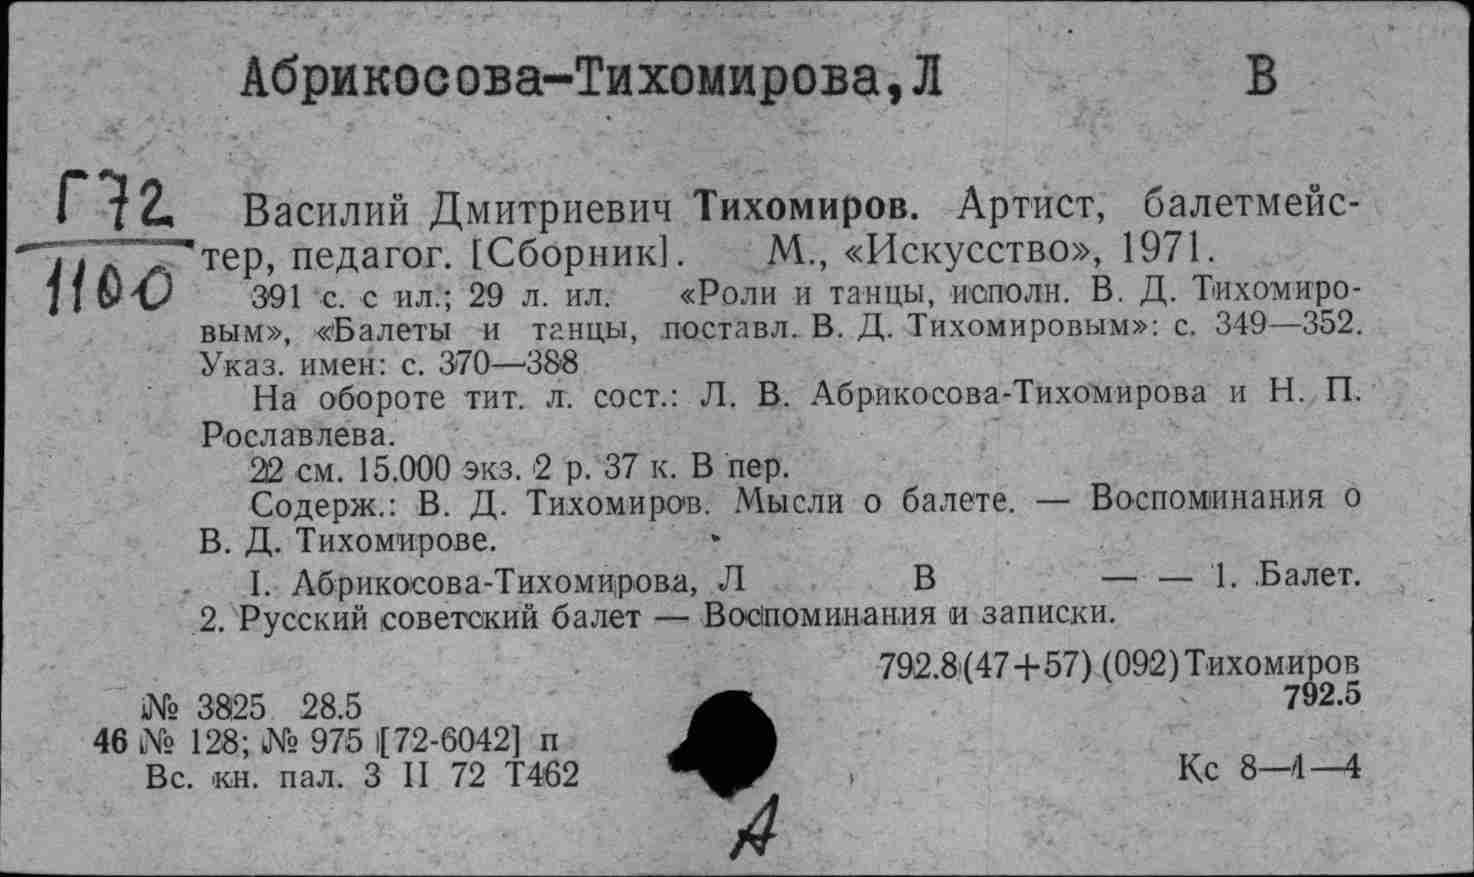 Абрикосова-Тихомирова, Л В
Г72
1100
Василий Дмитриевич Тихомиров. Артист, балетмейс-
тер, педагог. [Сборник]. М., «Искусство», 1971.
391 с. с ил.; 29 л. ил. «Роли и танцы, исполн. В. Д. Тихомиро-
вым», «Балеты и танцы, поставл. В. Д. Тихомировым»: с. 349—352.
Указ. имен: с. 370—388
На обороте тит. л. сост.: Л. В. Абрикосова-Тихомирова и Н. П.
Рославлева.
22 см. 15.000 экз. 2 р. 37 к. В пер.
Содерж.: В. Д. Тихомиров. Мысли о балете. — Воспоминания о
В. Д. Тихомирове.
I. Абрикосова-Тихомирова, Л В — — 1. Балет.
2. Русский советский балет — Воспоминания и записки.
792.8(47+57)(092)Тихомиров
792.5
№ 3825 28.5
46 № 128; № 975 [72-6042] п
Вс. кн. пал. 3 II 72 Т462
Кс 8—1—4
А